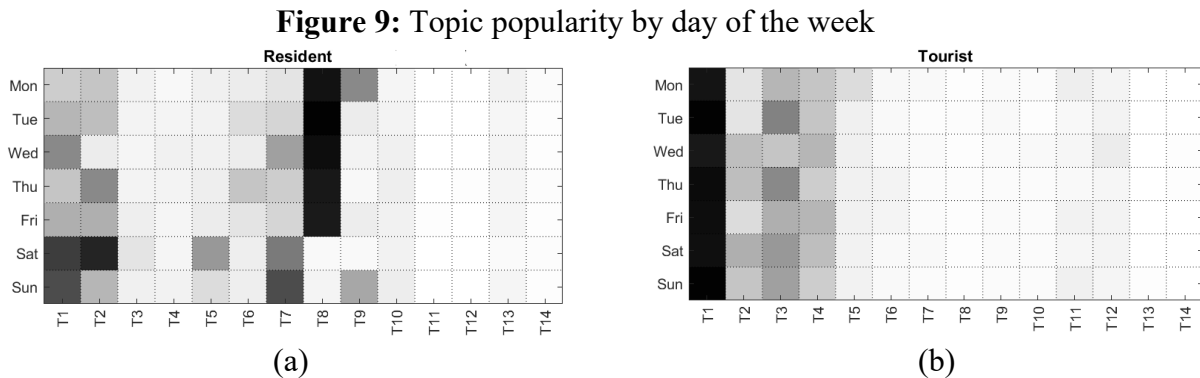 Figure 9: Topic popularity by day of the week
Resident
Mon
Tue
Wed
Thu
Fri
Sat
Sun
T1 T2 T3 T4 T5 T6 T7 T8 T9 T10 T11 T12 T13 T14
(a)
Tourist
Mon
Tue
Wed
Thu
Fri
Sat
Sun
T1 T2 T3 T4 T5 T6 T7 T8 T9 T10 T11 T12 T13 T14
(b)